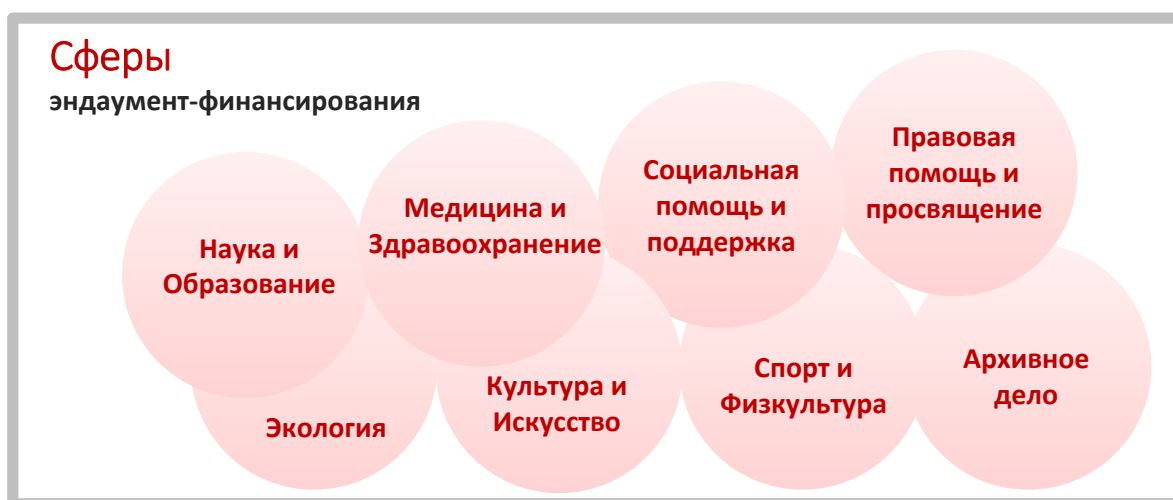 Сферы
эндаумент-финансирования
Наука и
Образование
Медицина и
Здравоохранение
Социальная
помощь и
поддержка
Правовая
помощь и
просвящение
Экология
Культура и
Искусство
Спорт и
Физкультура
Архивное
дело